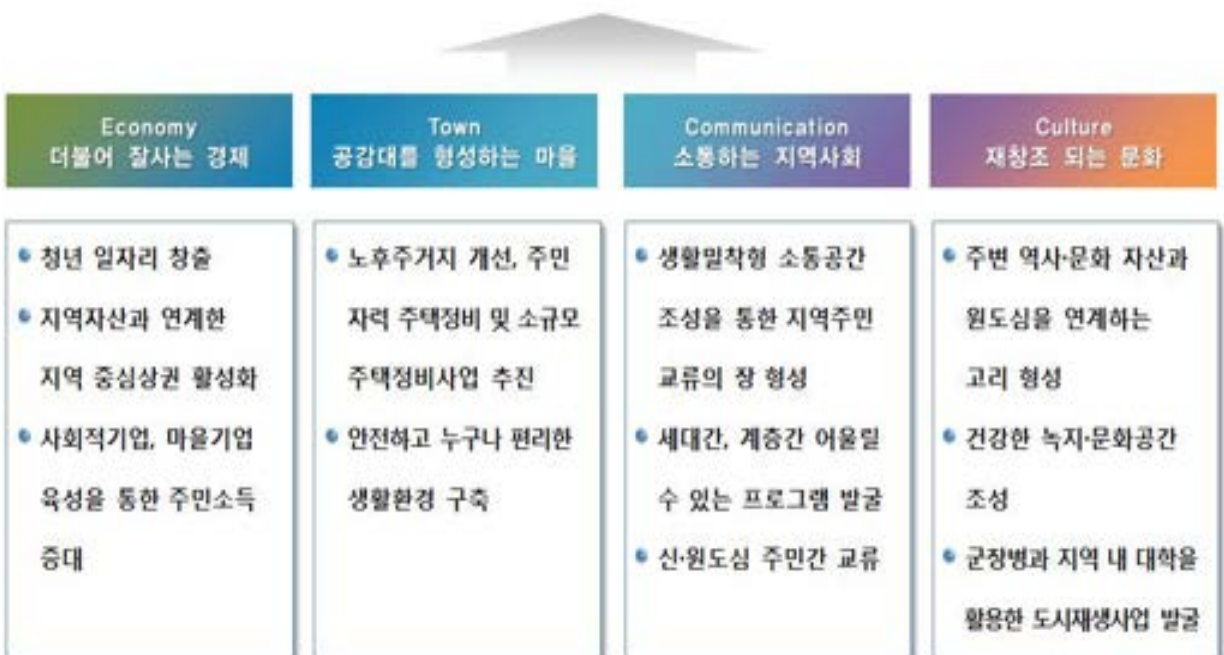 Economy
더불어 잘사는 경제
Town
공감대를 형성하는 마을
Communication
소통하는 지역사회
Culture
재창조 되는 문화
청년 일자리 창출
지역자산과 연계한
지역 중심상권 활성화
사회적기업, 마을기업
육성을 통한 주민소득
증대
노후주거지 개선, 주민
자력 주택정비 및 소규모
주택정비사업 추진
안전하고 누구나 편리한
생활환경 구축
생활밀착형 소통공간
조성을 통한 지역주민
교류의 장 형성
세대간, 계층간 어울릴
수 있는 프로그램 발굴
신·원도심 주민간 교류
주변 역사·문화 자산과
원도심을 연계하는
고리 형성
건강한 녹지·문화공간
조성
군장병과 지역 내 대학을
활용한 도시재생사업 발굴